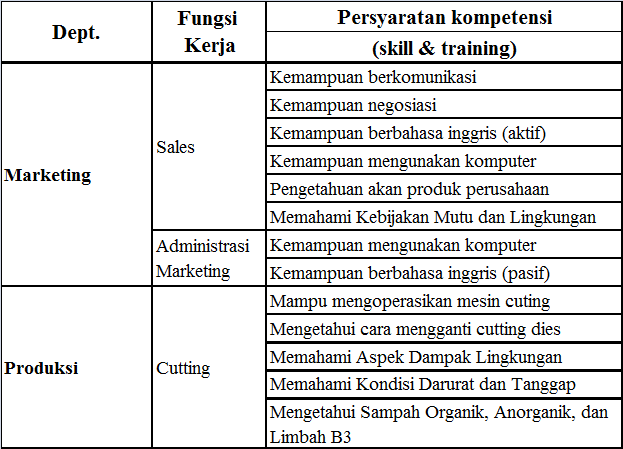 Dept.
Fungsi
Kerja
Persyaratan kompetensi
(skill & training)
Marketing
Sales
Kemampuan berkomunikasi
Kemampuan negosiasi
Kemampuan berbahasa inggris (aktif)
Kemampuan mengunakan komputer
Pengetahuan akan produk perusahaan
Memahami Kebijakan Mutu dan Lingkungan
Administrasi
Marketing
Kemampuan mengunakan komputer
Kemampuan berbahasa inggris (pasif)
Produksi
Cutting
Mampu mengoperasikan mesin cuting
Mengetahui cara mengganti cutting dies
Memahami Aspek Dampak Lingkungan
Memahami Kondisi Darurat dan Tanggap
Mengetahui Sampah Organik, Anorganik, dan
Limbah B3